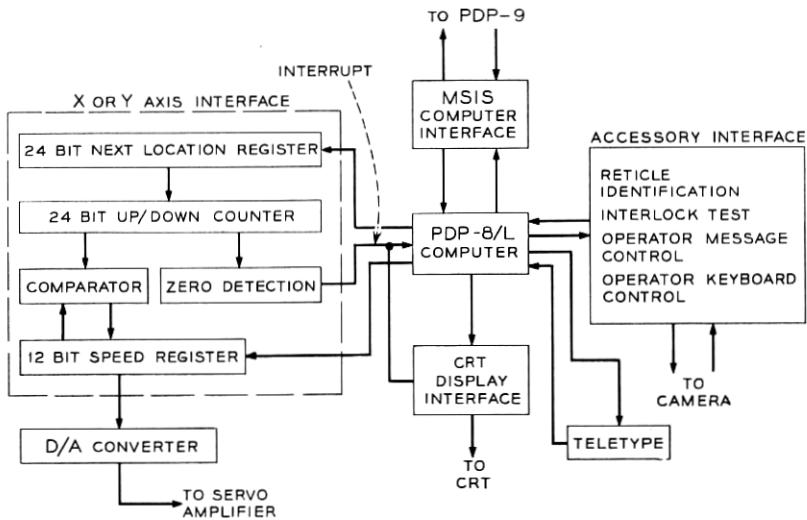 TO PDP-9
INTERRUPT
X OR Y AXIS INTERFACE
MSIS
COMPUTER
INTERFACE
ACCESSORY INTERFACE
24 BIT NEXT LOCATION REGISTER
RETICLE
IDENTIFICATION
INTERLOCK TEST
OPERATOR MESSAGE
CONTROL
OPERATOR KEYBOARD
CONTROL
24 BIT UP/DOWN COUNTER
PDP-8/L
COMPUTER
COMPARATOR
ZERO DETECTION
12 BIT SPEED REGISTER
CRT
DISPLAY
INTERFACE
TO
CAMERA
D/A CONVERTER
TELETYPE
TO
CRT
TO SERVO
AMPLIFIER